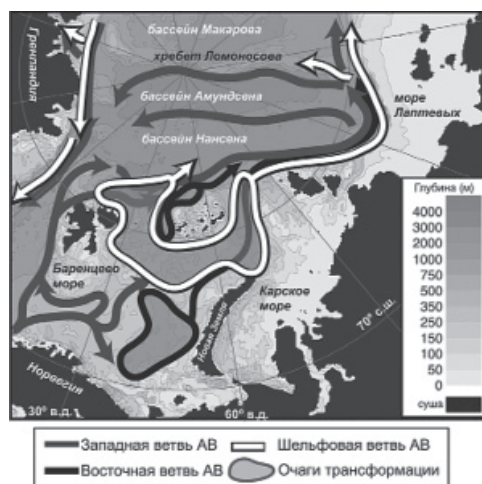 бассейн Макарова
Гренландия
хребет Ломоносова
бассейн Амундсена
море
Лаптевых
бассейн Нансена
Глубина (м)
4000
3000
2000
1000
750
500
350
250
150
100
50
0
суша
Баренцево
море
Карское
море
Новая Земля
70° с.ш.
Норвегия
30° в.д.
60° в.д.
Западная ветвь АВ
Шельфовая ветвь АВ
Восточная ветвь АВ
Очаги трансформации